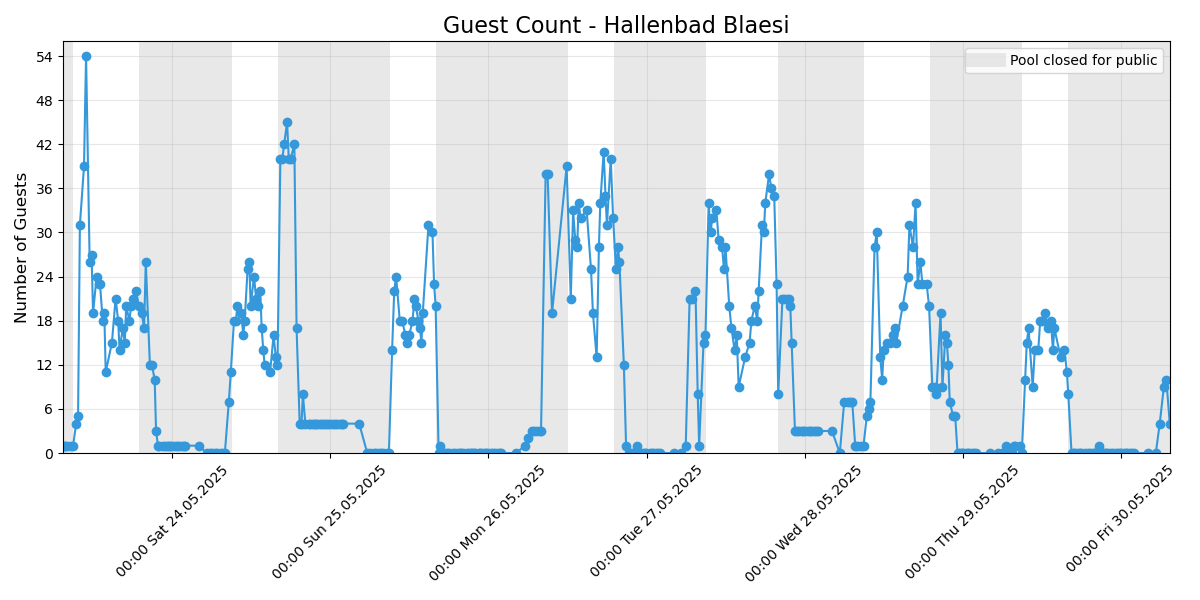 Guest Count - Hallenbad Blaesi
Pool closed for public
Number of Guests
54
48
42
36
30
24
18
12
6
0
00:00 Sat 24.05.2025
00:00 Sun 25.05.2025
00:00 Mon 26.05.2025
00:00 Tue 27.05.2025
00:00 Wed 28.05.2025
00:00 Thu 29.05.2025
00:00 Fri 30.05.2025